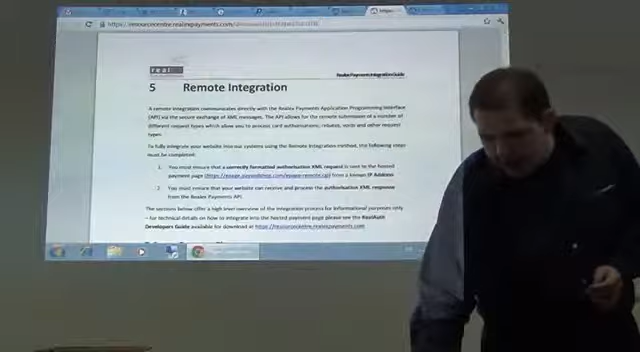 https://resourcecentre.realexpayments.com/
real
Realex Payments Integration Guide
5 Remote Integration
A remote integration communicates directly with the Realex Payments Application Programming Interface
(API) via the secure exchange of XML messages. The API allows for the remote submission of a number of
different request types which allow you to process card authorisations, rebates, voids and other request
types.
To fully integrate your website into our systems using the Remote Integration method, the following steps
must be completed:
1. You must ensure that a correctly formatted authorisation XML request is sent to the hosted
payment page from a known IP Address
2. You must ensure that your website can receive and process the authorisation XML response
from the Realex Payments API.
The sections below offer a high level overview of the integration process for informational purposes only
– for technical details on how to integrate into the hosted payment page please see the RealAuth
Developers Guide available for download at https://resourcecentre.realexpayments.com